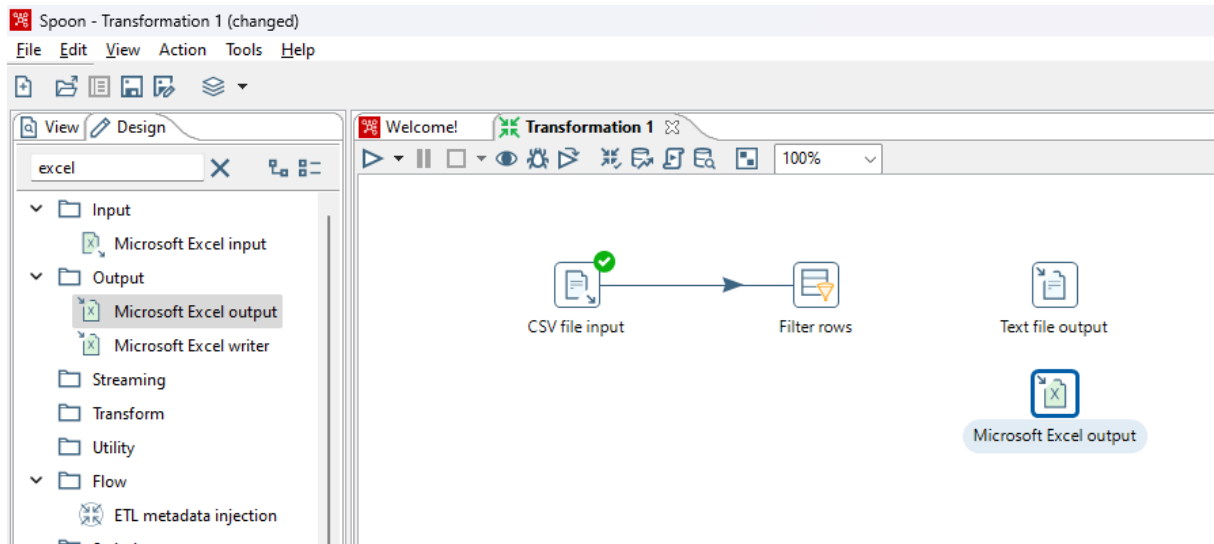 Spoon - Transformation 1 (changed)
File Edit View Action Tools Help
View Design
Welcome! Transformation 1
excel
100%
Input
Microsoft Excel input
Output
Microsoft Excel output
Microsoft Excel writer
Streaming
Transform
Utility
Flow
ETL metadata injection
CSV file input
Filter rows
Text file output
Microsoft Excel output